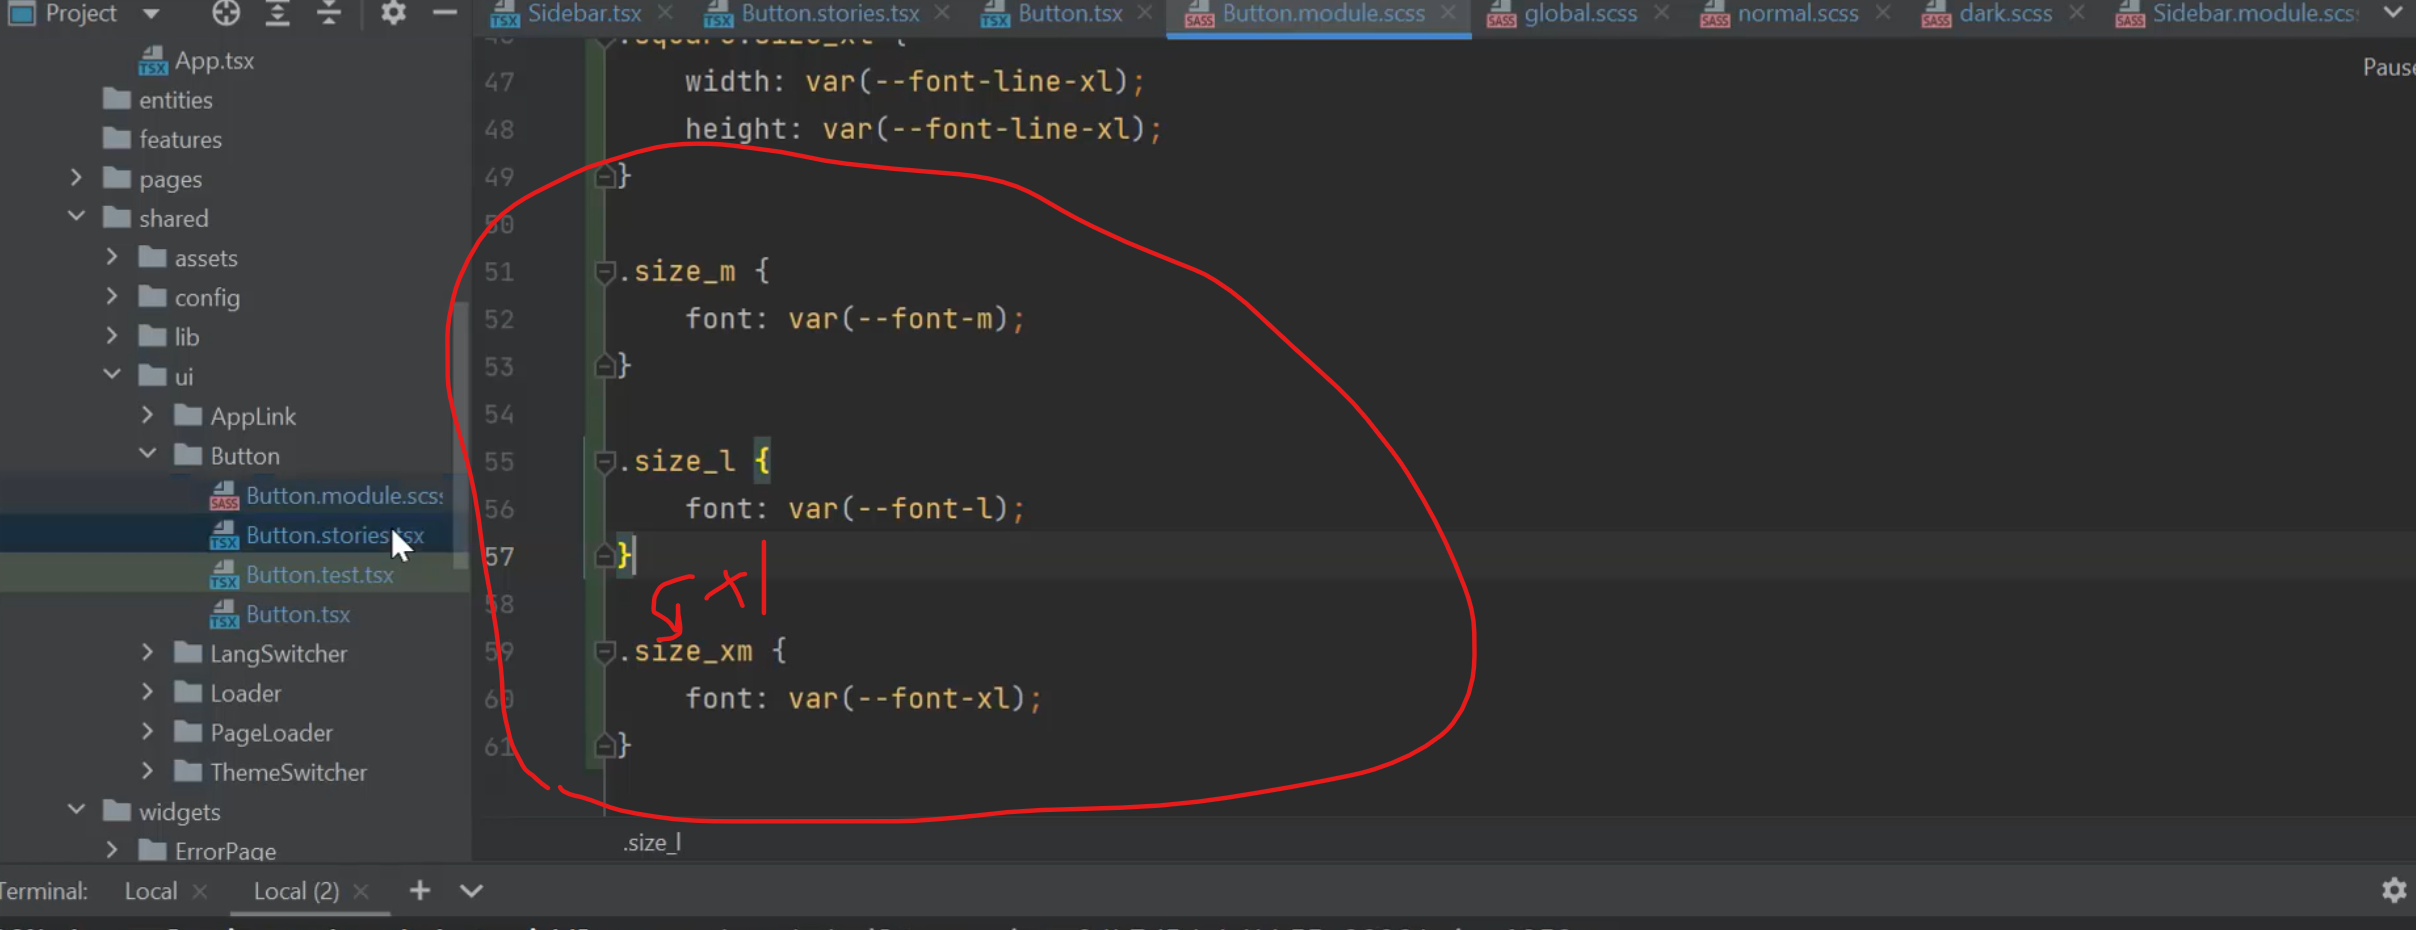 Project
Sidebar.tsx
Button.stories.tsx
Button.tsx
Button.module.scss
global.scss
normal.scss
dark.scss
Sidebar.module.scs
App.tsx
entities
features
pages
shared
assets
config
lib
ui
AppLink
Button
Button.module.scss
Button.stories.tsx
Button.test.tsx
Button.tsx
LangSwitcher
Loader
PageLoader
ThemeSwitcher
widgets
ErrorPage
.square.size_xl {
47 width: var(--font-line-xl);
48 height: var(--font-line-xl);
49 }
50
51 .size_m {
52 font: var(--font-m);
53 }
54
55 .size_l {
56 font: var(--font-l);
57 }
xl
58
59 .size_xm {
60 font: var(--font-xl);
61 }
Pause
.size_l
Terminal:
Local
Local (2)